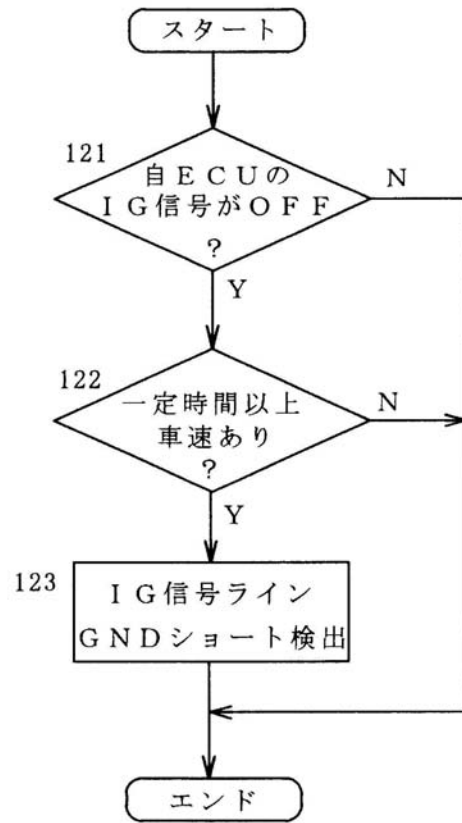 スタート
121
自ECUの
IG信号がOFF
?
N
Y
122
一定時間以上
車速あり
?
N
Y
123
IG信号ライン
GNDショート検出
エンド